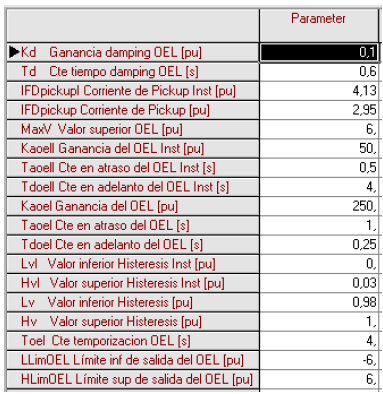 Parameter
Kd Ganancia damping OEL [pu] 0,1
Td Cte tiempo damping OEL [s] 0,6
IFDpickupI Corriente de Pickup Inst [pu] 4,13
IFDpickup Corriente de Pickup [pu] 2,95
MaxV Valor superior OEL [pu] 6,
KaoelI Ganancia del OEL Inst [pu] 50,
TaoelI Cte en atraso del OEL Inst [s] 0,5
TdoelI Cte en adelanto del OEL Inst [s] 4,
Kaoel Ganancia del OEL [pu] 250,
Taoel Cte en atraso del OEL [s] 1,
Tdoel Cte en adelanto del OEL [s] 0,25
LvI Valor inferior Histeresis Inst [pu] 0,
HvI Valor superior Histeresis Inst [pu] 0,03
Lv Valor inferior Histeresis [pu] 0,98
Hv Valor superior Histeresis [pu] 1,
Toel Cte temporizacion OEL [s] 4,
LLimOEL Límite inf de salida del OEL [pu] -6,
HLimOEL Límite sup de salida del OEL [pu] 6,